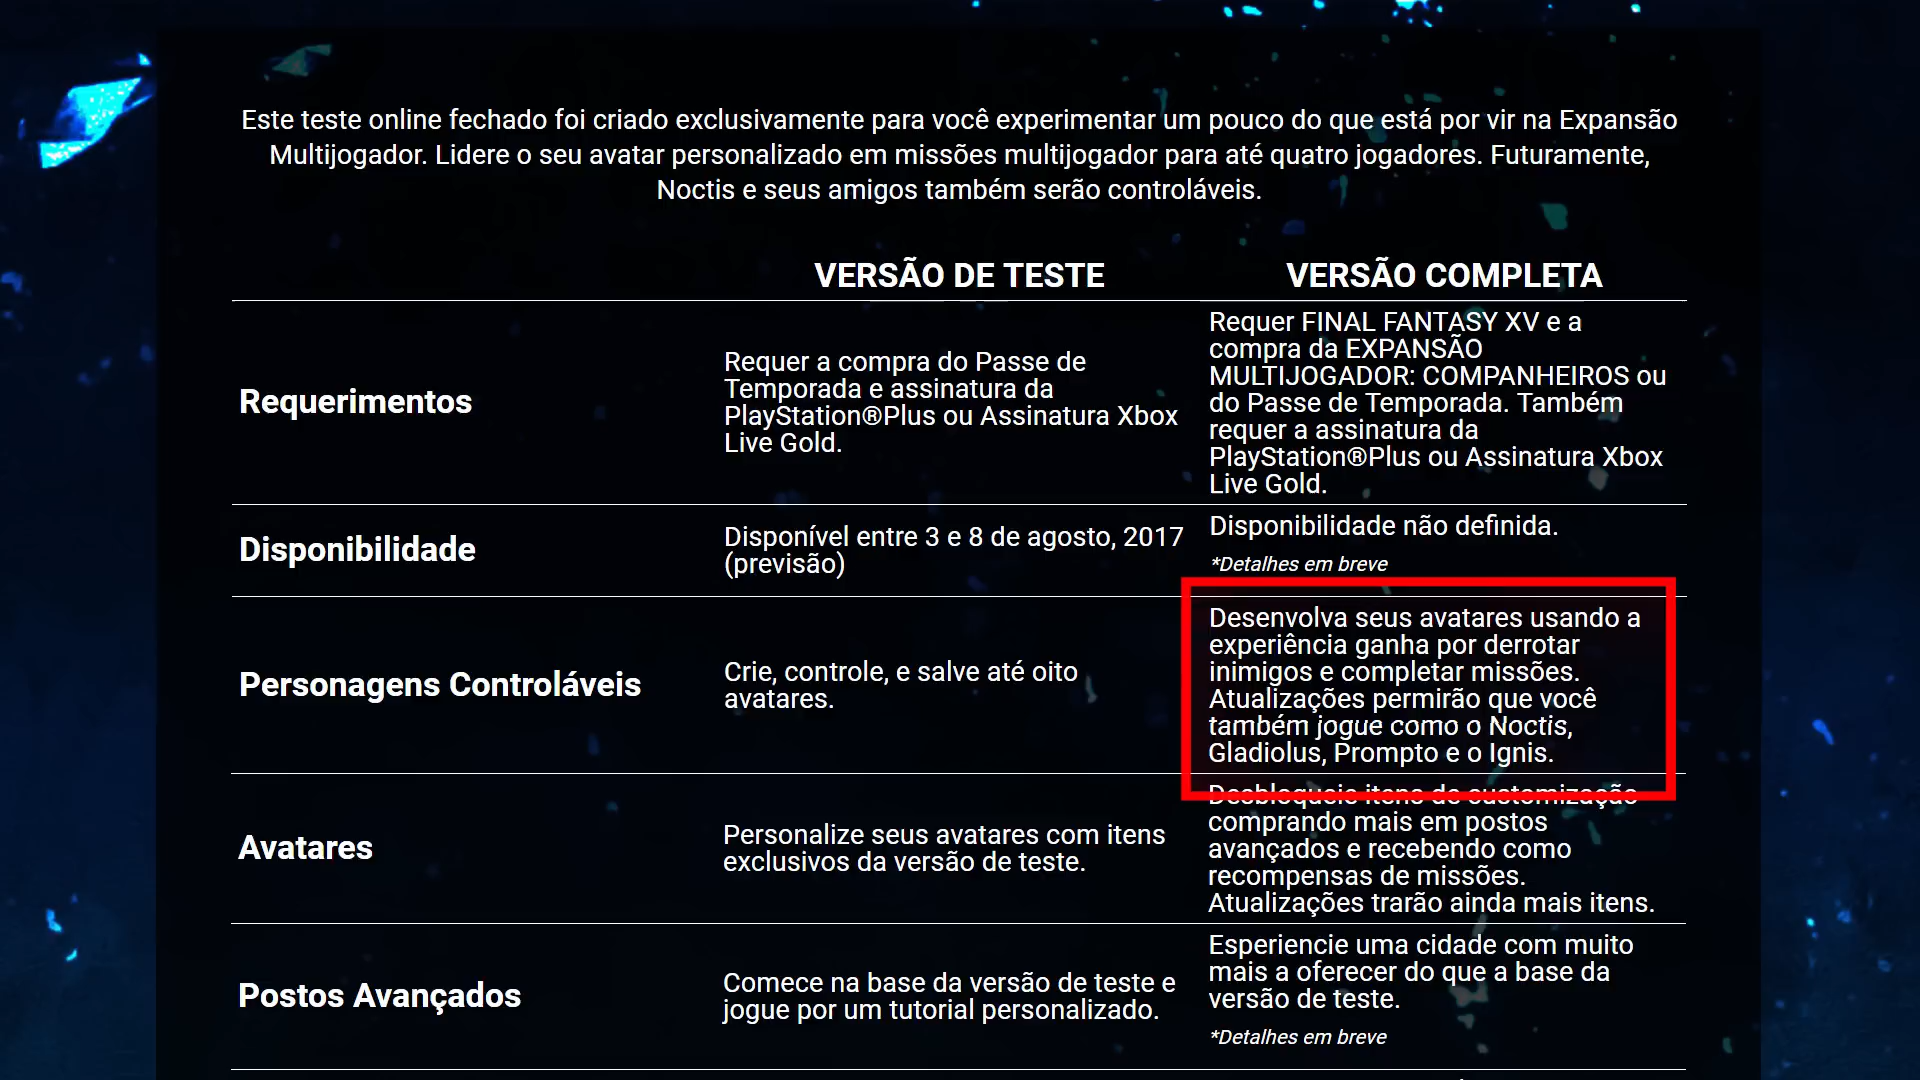 Este teste online fechado foi criado exclusivamente para você experimentar um pouco do que está por vir na Expansão
Multijogador. Lidere o seu avatar personalizado em missões multijogador para até quatro jogadores. Futuramente,
Noctis e seus amigos também serão controláveis.
VERSÃO DE TESTE
VERSÃO COMPLETA
Requerimentos
Requer a compra do Passe de
Temporada e assinatura da
PlayStation®Plus ou Assinatura Xbox
Live Gold.
Requer FINAL FANTASY XV e a
compra da EXPANSÃO
MULTIJOGADOR: COMPANHEIROS ou
do Passe de Temporada. Também
requer a assinatura da
PlayStation®Plus ou Assinatura Xbox
Live Gold.
Disponibilidade
Disponível entre 3 e 8 de agosto, 2017
(previsão)
Disponibilidade não definida.
*Detalhes em breve
Personagens Controláveis
Crie, controle, e salve até oito
avatares.
Desenvolva seus avatares usando a
experiência ganha por derrotar
inimigos e completar missões.
Atualizações permirão que você
também jogue como o Noctis,
Gladiolus, Prompto e o Ignis.
Avatares
Personalize seus avatares com itens
exclusivos da versão de teste.
Desbloqueie itens de customização
comprando mais em postos
avançados e recebendo como
recompensas de missões.
Atualizações trarão ainda mais itens.
Postos Avançados
Comece na base da versão de teste e
jogue por um tutorial personalizado.
Esperiencie uma cidade com muito
mais a oferecer do que a base da
versão de teste.
*Detalhes em breve